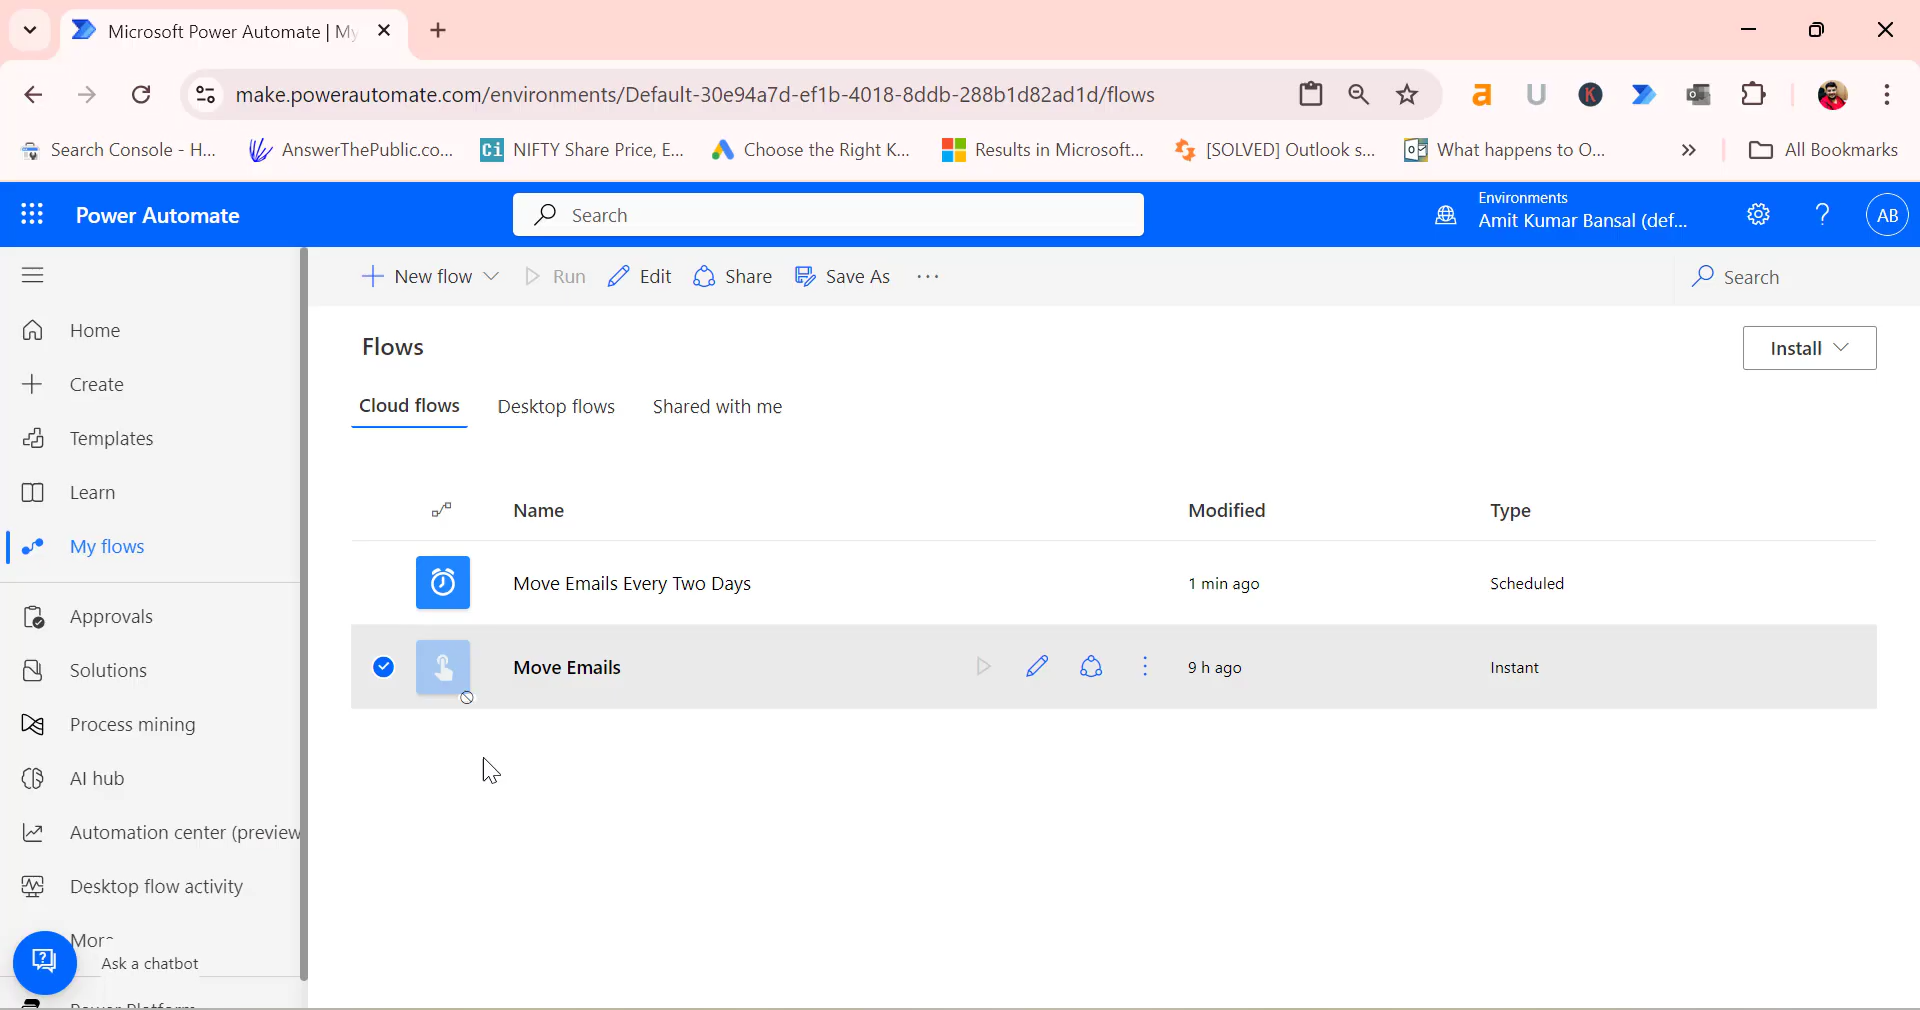 Microsoft Power Automate | My
make.powerautomate.com/environments/Default-30e94a7d-ef1b-4018-8ddb-288b1d82ad1d/flows
a U K
Search Console - H... AnswerThePublic.co... Ci NIFTY Share Price, E... Choose the Right K... Results in Microsoft... [SOLVED] Outlook s... What happens to O... » All Bookmarks
Power Automate Search Environments Amit Kumar Bansal (def... ? AB
New flow Run Edit Share Save As ... Search
Home
Create
Templates
Learn
My flows
Approvals
Solutions
Process mining
AI hub
Automation center (preview
Desktop flow activity
More
Ask a chatbot
Power Platform
Flows Install
Cloud flows Desktop flows Shared with me
Name Modified Type
Move Emails Every Two Days 1 min ago Scheduled
Move Emails 9 h ago Instant